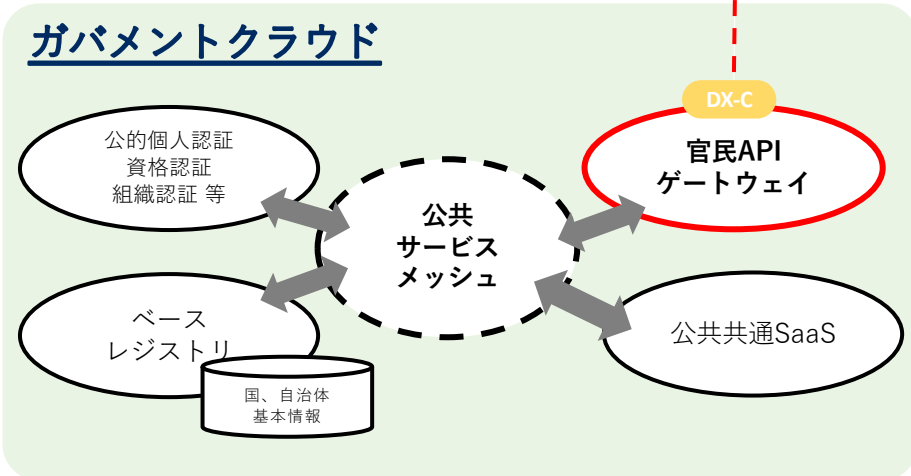 ガバメントクラウド
DX-C
公的個人認証
資格認証
組織認証 等
官民API
ゲートウェイ
公共
サービス
メッシュ
ベース
レジストリ
公共共通SaaS
国、自治体
基本情報